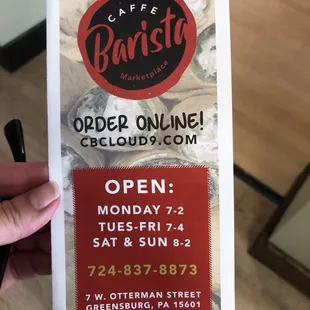 CAFFE
Barista
Marketplace
ORDER ONLINE!
CBCLOUD9.COM
OPEN:
MONDAY 7-2
TUES-FRI 7-4
SAT & SUN 8-2
724-837-8873
7 W. OTTERMAN STREET
GREENSBURG, PA 15601